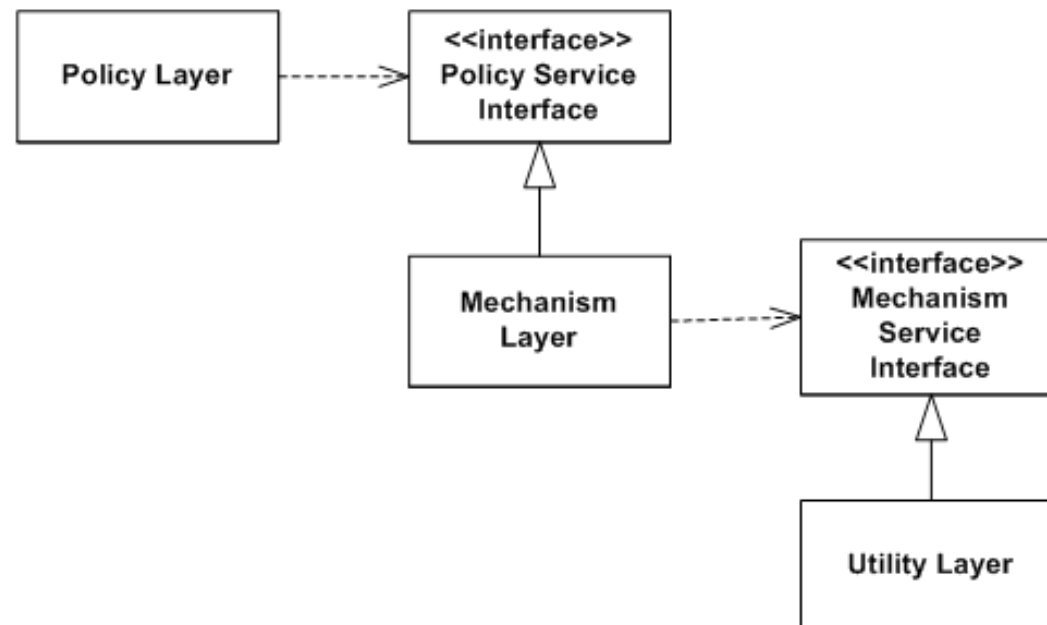 Policy Layer
<<interface>>
Policy Service
Interface
Mechanism
Layer
<<interface>>
Mechanism
Service
Interface
Utility Layer